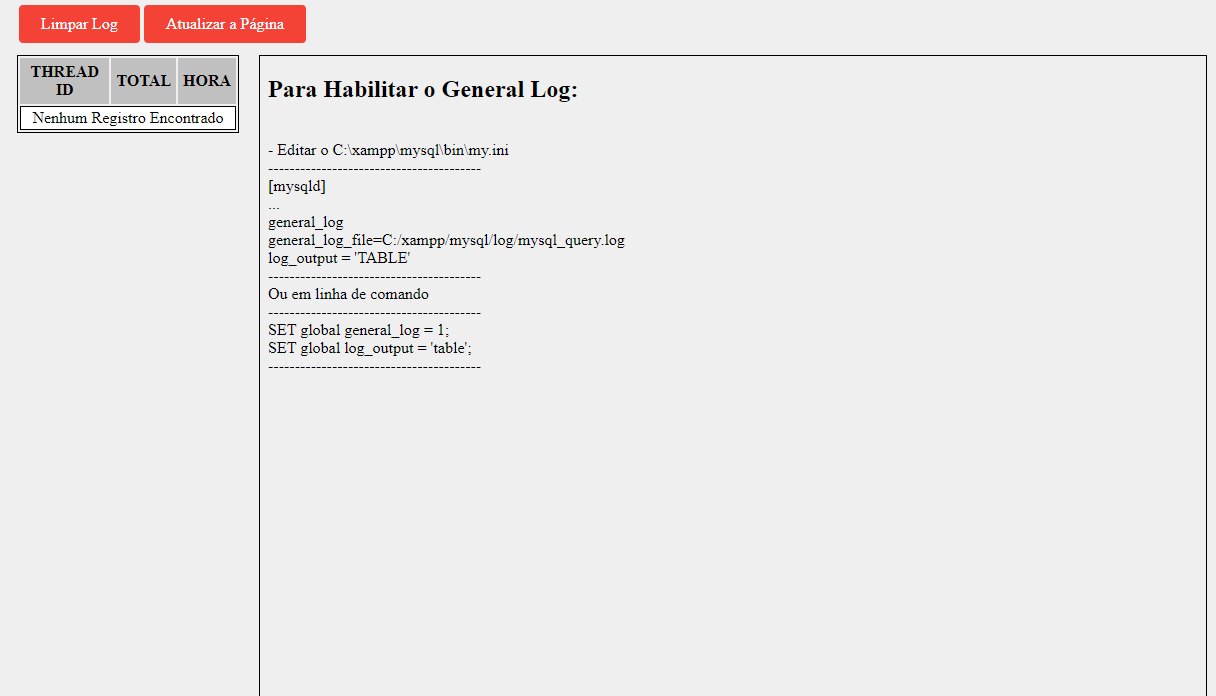 Limpar Log
Atualizar a Página
THREAD ID
TOTAL
HORA
Nenhum Registro Encontrado
Para Habilitar o General Log:
- Editar o C:\xampp\mysql\bin\my.ini
----------------------------------------
[mysqld]
...
general_log
general_log_file=C:/xampp/mysql/log/mysql_query.log
log_output = 'TABLE'
----------------------------------------
Ou em linha de comando
----------------------------------------
SET global general_log = 1;
SET global log_output = 'table';
----------------------------------------